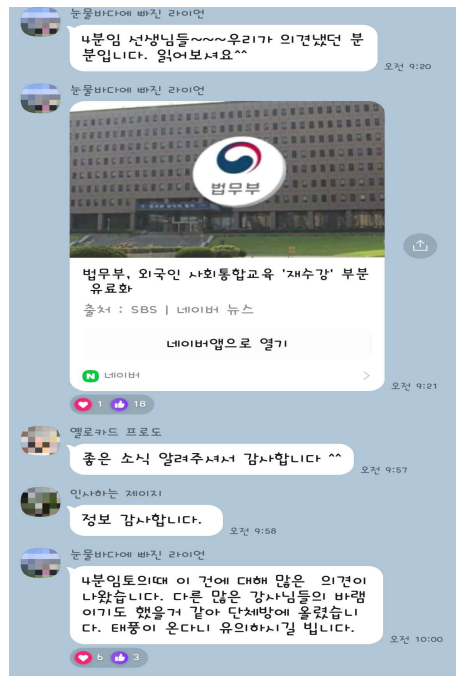 눈물바다에 빠진 라이언
4분임 선생님들~~~우리가 의견냈던 부
분입니다. 읽어보셔요^^
오전 9:20
눈물바다에 빠진 라이언
법무부
법무부, 외국인 사회통합교육 '재수강' 부분
유료화
출처 : SBS | 네이버 뉴스
네이버앱으로 열기
N 네이버
오전 9:21
1 18
옐로카드 프로도
좋은 소식 알려주셔서 감사합니다 ^^
오전 9:57
인사하는 제이지
정보 감사합니다.
오전 9:58
눈물바다에 빠진 라이언
4분임토의때 이 건에 대해 많은 의견이
나왔습니다. 다른 많은 강사님들의 바램
이기도 했을거 같아 단체방에 올렸습니
다. 태풍이 온다니 유의하시길 빕니다.
오전 10:00
6 3